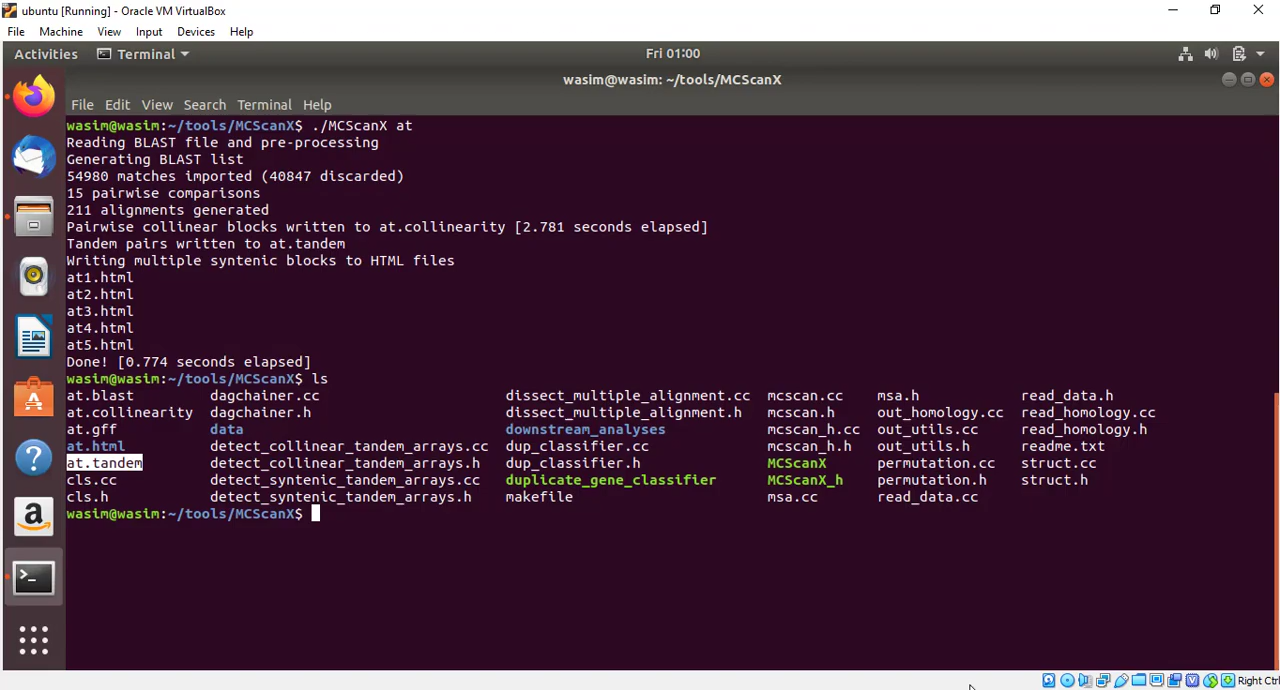 ubuntu [Running] - Oracle VM VirtualBox
File Machine View Input Devices Help
Activities Terminal Fri 01:00
wasim@wasim: ~/tools/MCScanX
File Edit View Search Terminal Help
wasim@wasim:~/tools/MCScanX$ ./MCScanX at
Reading BLAST file and pre-processing
Generating BLAST list
54980 matches imported (40847 discarded)
15 pairwise comparisons
211 alignments generated
Pairwise collinear blocks written to at.collinearity [2.781 seconds elapsed]
Tandem pairs written to at.tandem
Writing multiple syntenic blocks to HTML files
at1.html
at2.html
at3.html
at4.html
at5.html
Done! [0.774 seconds elapsed]
wasim@wasim:~/tools/MCScanX$ ls
at.blast dagchainer.cc dissect_multiple_alignment.cc mcscan.cc msa.h read_data.h
at.collinearity dagchainer.h dissect_multiple_alignment.h mcscan.h out_homology.cc read_homology.cc
at.gff data downstream_analyses mcscan_h.cc out_utils.cc read_homology.h
at.html detect_collinear_tandem_arrays.cc dup_classifier.cc mcscan_h.h out_utils.h readme.txt
at.tandem detect_collinear_tandem_arrays.h dup_classifier.h MCScanX permutation.cc struct.cc
cls.cc detect_syntenic_tandem_arrays.cc duplicate_gene_classifier MCScanX_h permutation.h struct.h
cls.h detect_syntenic_tandem_arrays.h makefile msa.cc read_data.cc
wasim@wasim:~/tools/MCScanX$
Right Ctrl